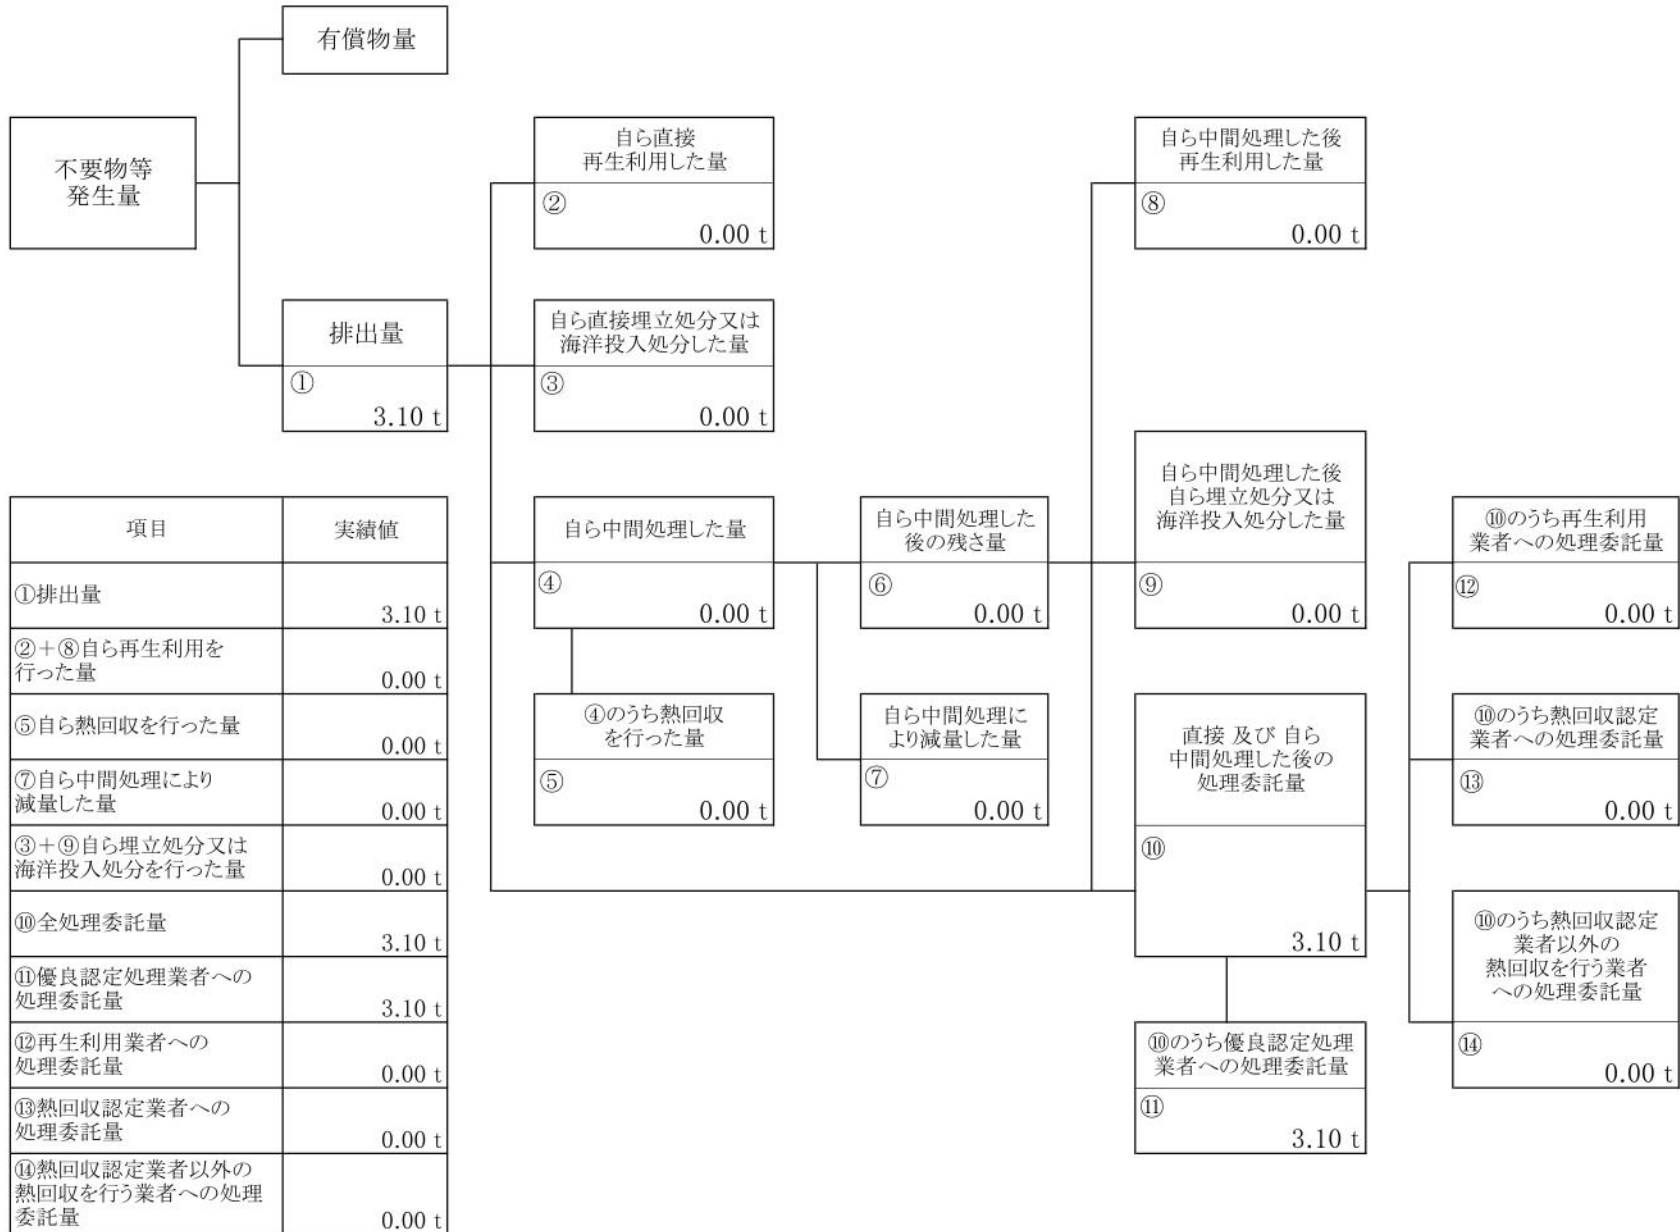 有償物量
不要物等
発生量
排出量
①
3.10 t
自ら直接
再生利用した量
②
0.00 t
自ら直接埋立処分又は
海洋投入処分した量
③
0.00 t
自ら中間処理した量
④
0.00 t
④のうち熱回収
を行った量
⑤
0.00 t
自ら中間処理した
後の残さ量
⑥
0.00 t
自ら中間処理に
より減量した量
⑦
0.00 t
自ら中間処理した後
再生利用した量
⑧
0.00 t
自ら中間処理した後
自ら埋立処分又は
海洋投入処分した量
⑨
0.00 t
直接 及び 自ら
中間処理した後の
処理委託量
⑩
3.10 t
⑩のうち優良認定処理
業者への処理委託量
⑪
3.10 t
⑩のうち再生利用
業者への処理委託量
⑫
0.00 t
⑩のうち熱回収認定
業者への処理委託量
⑬
0.00 t
⑩のうち熱回収認定
業者以外の
熱回収を行う業者
への処理委託量
⑭
0.00 t
項目 実績値
①排出量
3.10 t
②+⑧自ら再生利用を
行った量
0.00 t
⑤自ら熱回収を行った量
0.00 t
⑦自ら中間処理により
減量した量
0.00 t
③+⑨自ら埋立処分又は
海洋投入処分を行った量
0.00 t
⑩全処理委託量
3.10 t
⑪優良認定処理業者への
処理委託量
3.10 t
⑫再生利用業者への
処理委託量
0.00 t
⑬熱回収認定業者への
処理委託量
0.00 t
⑭熱回収認定業者以外の
熱回収を行う業者への処理
委託量
0.00 t